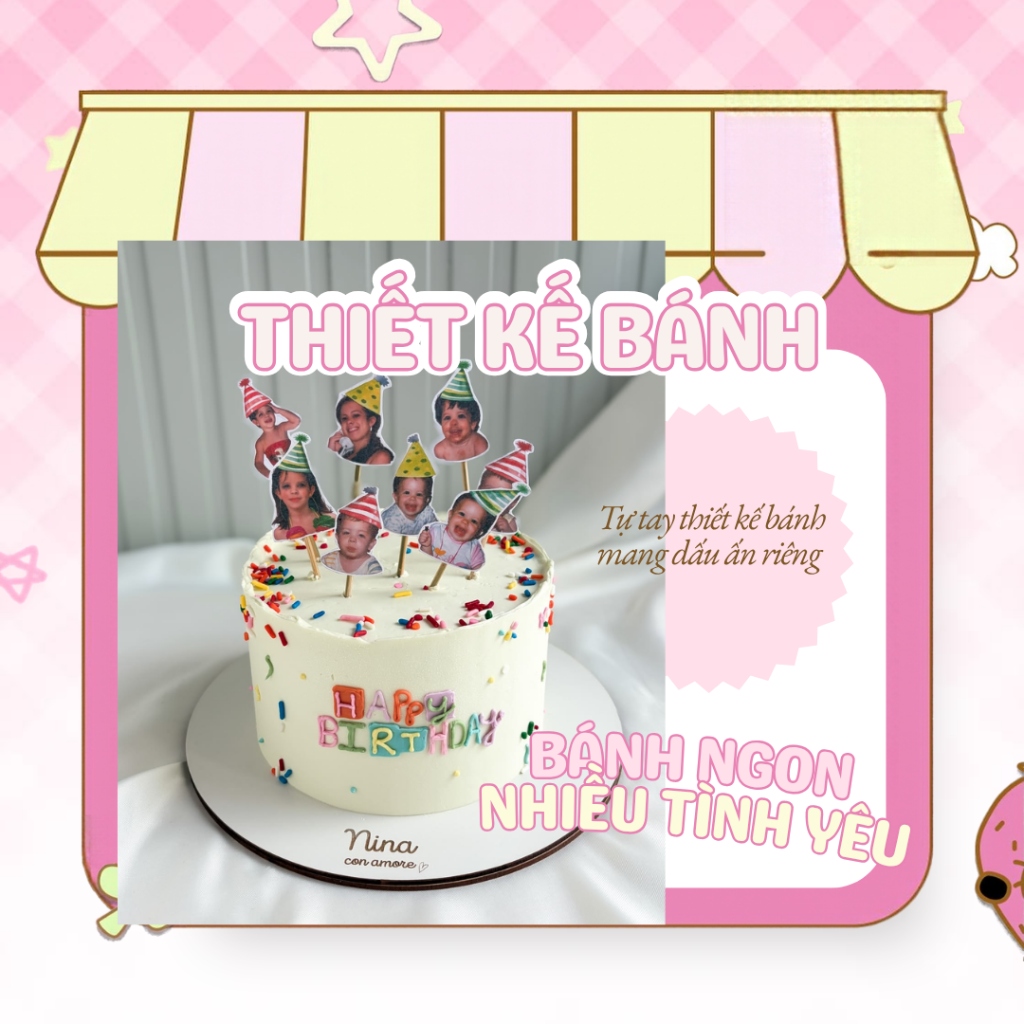 THIẾT KẾ BÁNH
Tự tay thiết kế bánh
mang dấu ấn riêng
HAPPY
BIRTHDAY
BÁNH NGON
NHIỀU TÌNH YÊU
Nina
con amore